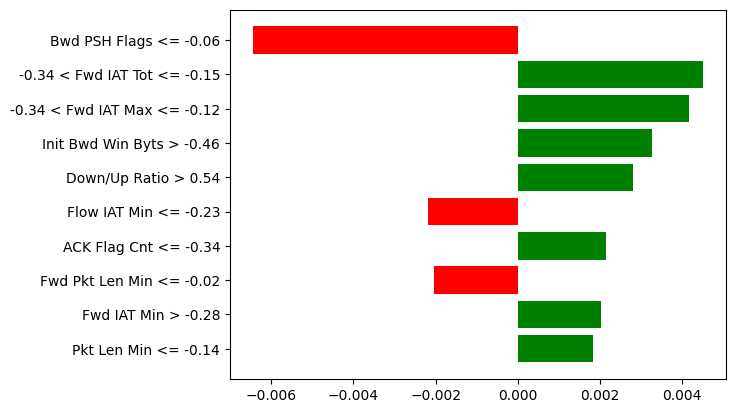 Bwd PSH Flags <= -0.06
-0.34 < Fwd IAT Tot <= -0.15
-0.34 < Fwd IAT Max <= -0.12
Init Bwd Win Byts > -0.46
Down/Up Ratio > 0.54
Flow IAT Min <= -0.23
ACK Flag Cnt <= -0.34
Fwd Pkt Len Min <= -0.02
Fwd IAT Min > -0.28
Pkt Len Min <= -0.14
−0.006 −0.004 −0.002 0.000 0.002 0.004